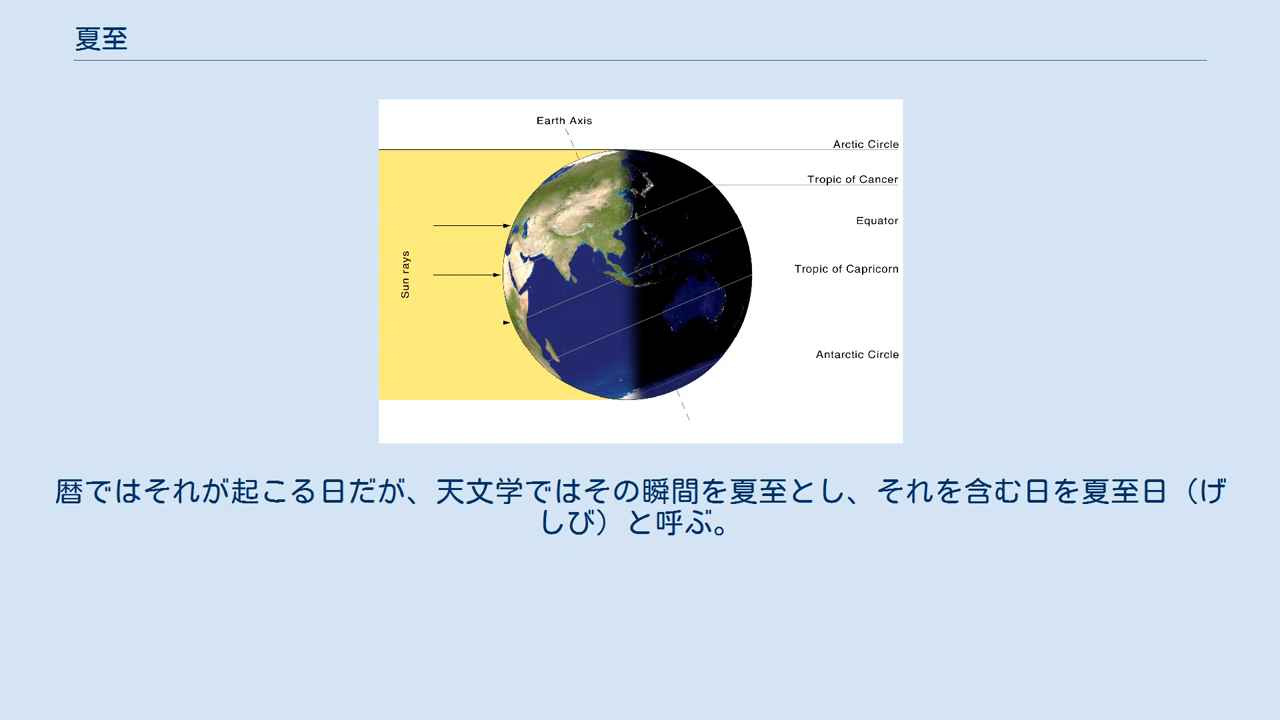 夏至
Earth Axis
Arctic Circle
Tropic of Cancer
Equator
Sun rays
Tropic of Capricorn
Antarctic Circle
暦ではそれが起こる日だが、天文学ではその瞬間を夏至とし、それを含む日を夏至日（げ
しび）と呼ぶ。